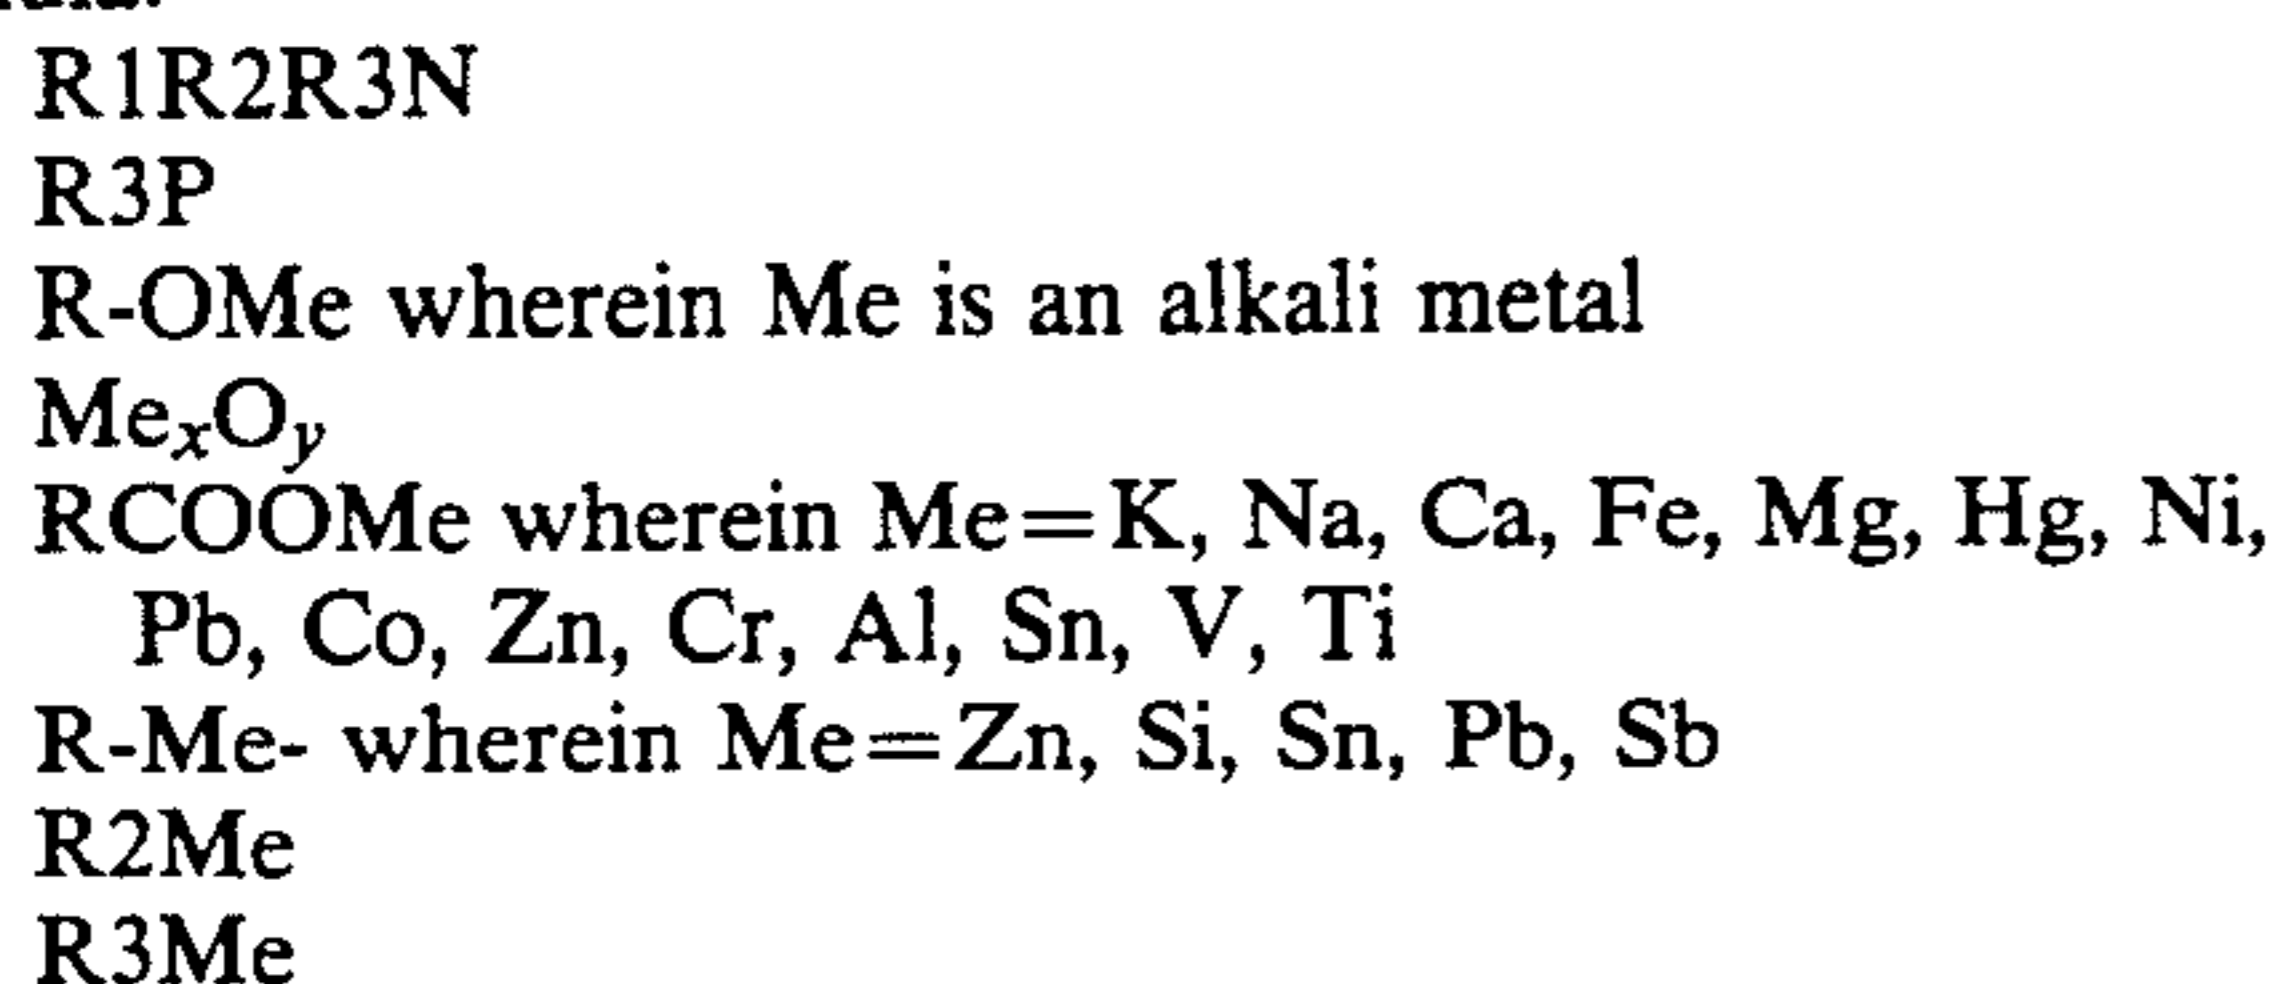 R1R2R3N
R3P
R-OMe wherein Me is an alkali metal
MexOy
RCOOMe wherein Me=K, Na, Ca, Fe, Mg, Hg, Ni,
Pb, Co, Zn, Cr, Al, Sn, V, Ti
R-Me- wherein Me=Zn, Si, Sn, Pb, Sb
R2Me
R3Me